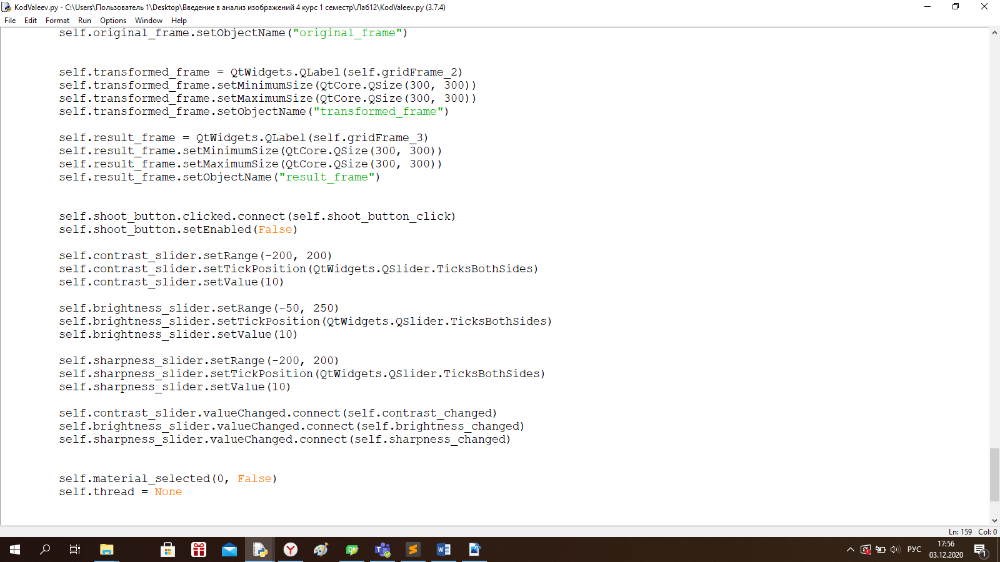 KodValeev.py - C:\Users\Пользователь 1\Desktop\Введение в анализ изображений 4 курс 1 семестр\Лаб12\KodValeev.py (3.7.4)
File Edit Format Run Options Window Help
self.original_frame.setObjectName("original_frame")
self.transformed_frame = QtWidgets.QLabel(self.gridFrame_2)
self.transformed_frame.setMinimumSize(QtCore.QSize(300, 300))
self.transformed_frame.setMaximumSize(QtCore.QSize(300, 300))
self.transformed_frame.setObjectName("transformed_frame")
self.result_frame = QtWidgets.QLabel(self.gridFrame_3)
self.result_frame.setMinimumSize(QtCore.QSize(300, 300))
self.result_frame.setMaximumSize(QtCore.QSize(300, 300))
self.result_frame.setObjectName("result_frame")
self.shoot_button.clicked.connect(self.shoot_button_click)
self.shoot_button.setEnabled(False)
self.contrast_slider.setRange(-200, 200)
self.contrast_slider.setTickPosition(QtWidgets.QSlider.TicksBothSides)
self.contrast_slider.setValue(10)
self.brightness_slider.setRange(-50, 250)
self.brightness_slider.setTickPosition(QtWidgets.QSlider.TicksBothSides)
self.brightness_slider.setValue(10)
self.sharpness_slider.setRange(-200, 200)
self.sharpness_slider.setTickPosition(QtWidgets.QSlider.TicksBothSides)
self.sharpness_slider.setValue(10)
self.contrast_slider.valueChanged.connect(self.contrast_changed)
self.brightness_slider.valueChanged.connect(self.brightness_changed)
self.sharpness_slider.valueChanged.connect(self.sharpness_changed)
self.material_selected(0, False)
self.thread = None
Ln: 159 Col: 0
РУС
17:56
03.12.2020
1